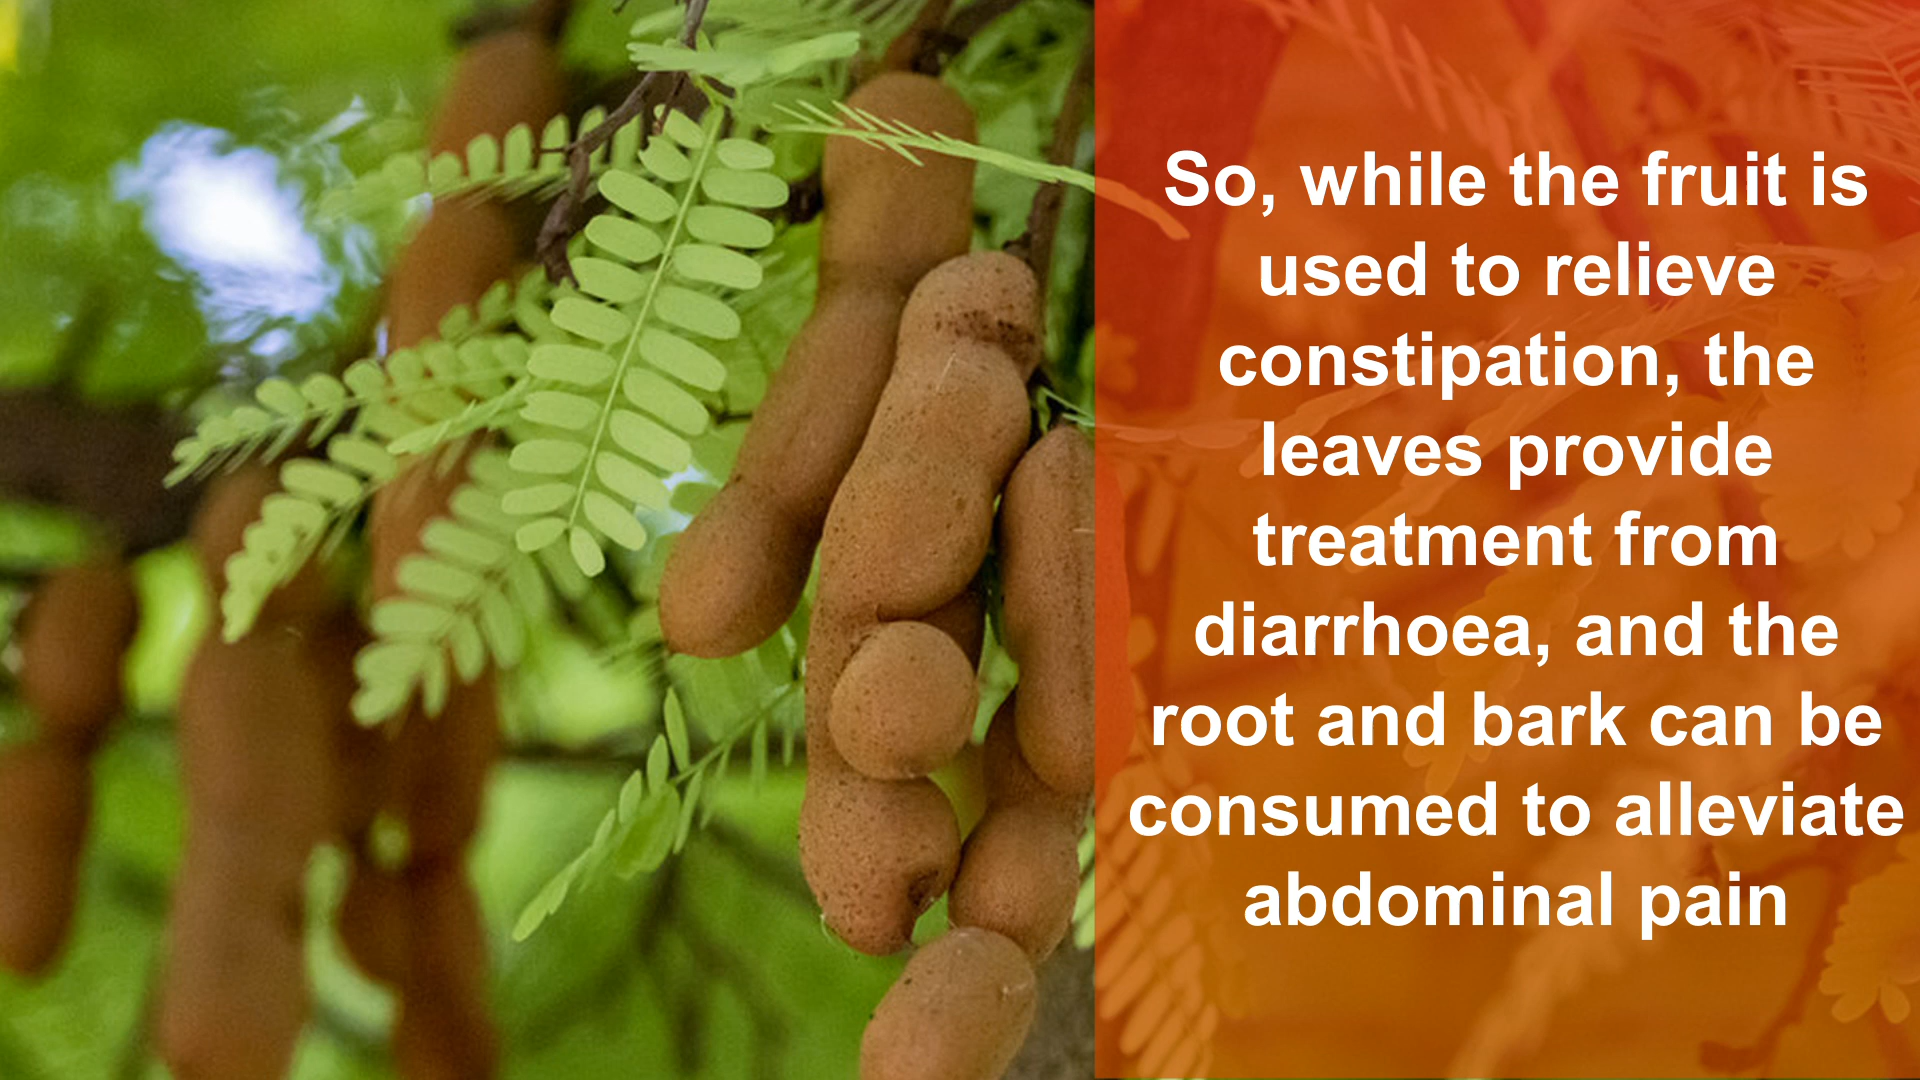 So, while the fruit is
used to relieve
constipation, the
leaves provide
treatment from
diarrhoea, and the
root and bark can be
consumed to alleviate
abdominal pain